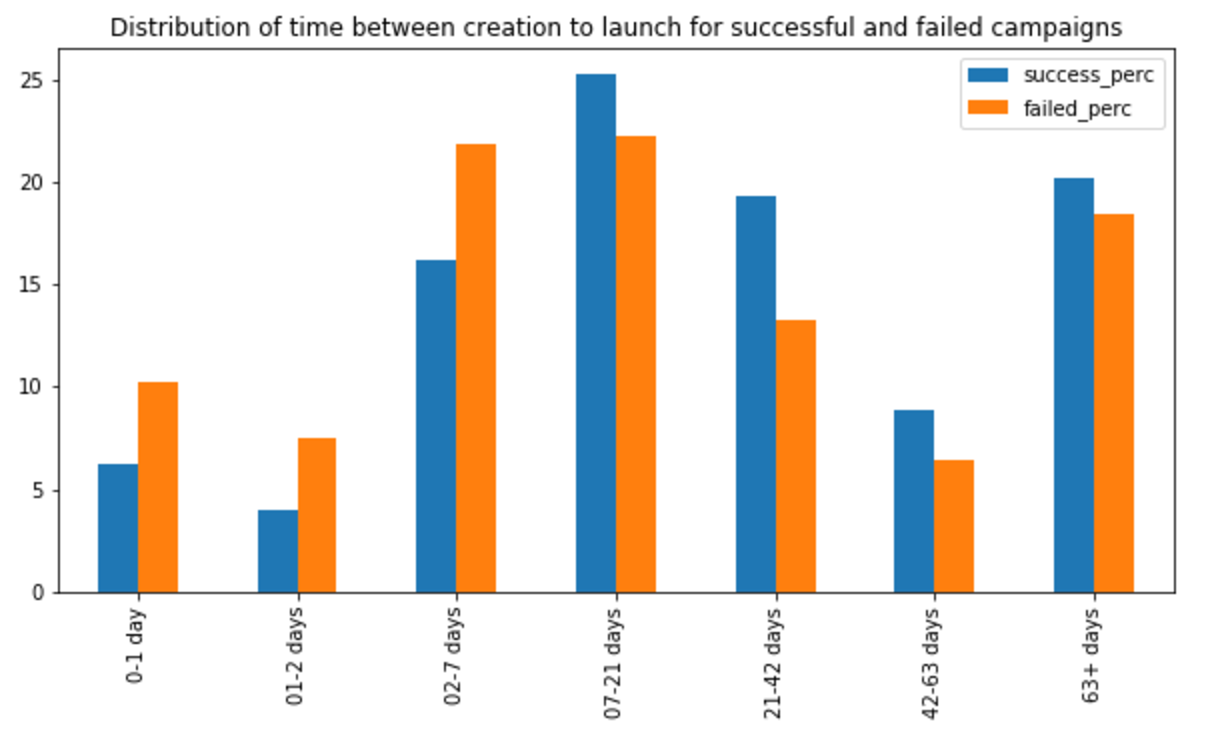 Distribution of time between creation to launch for successful and failed campaigns
success_perc
failed_perc
25
20
15
10
5
0
0-1 day
01-2 days
02-7 days
07-21 days
21-42 days
42-63 days
63+ days